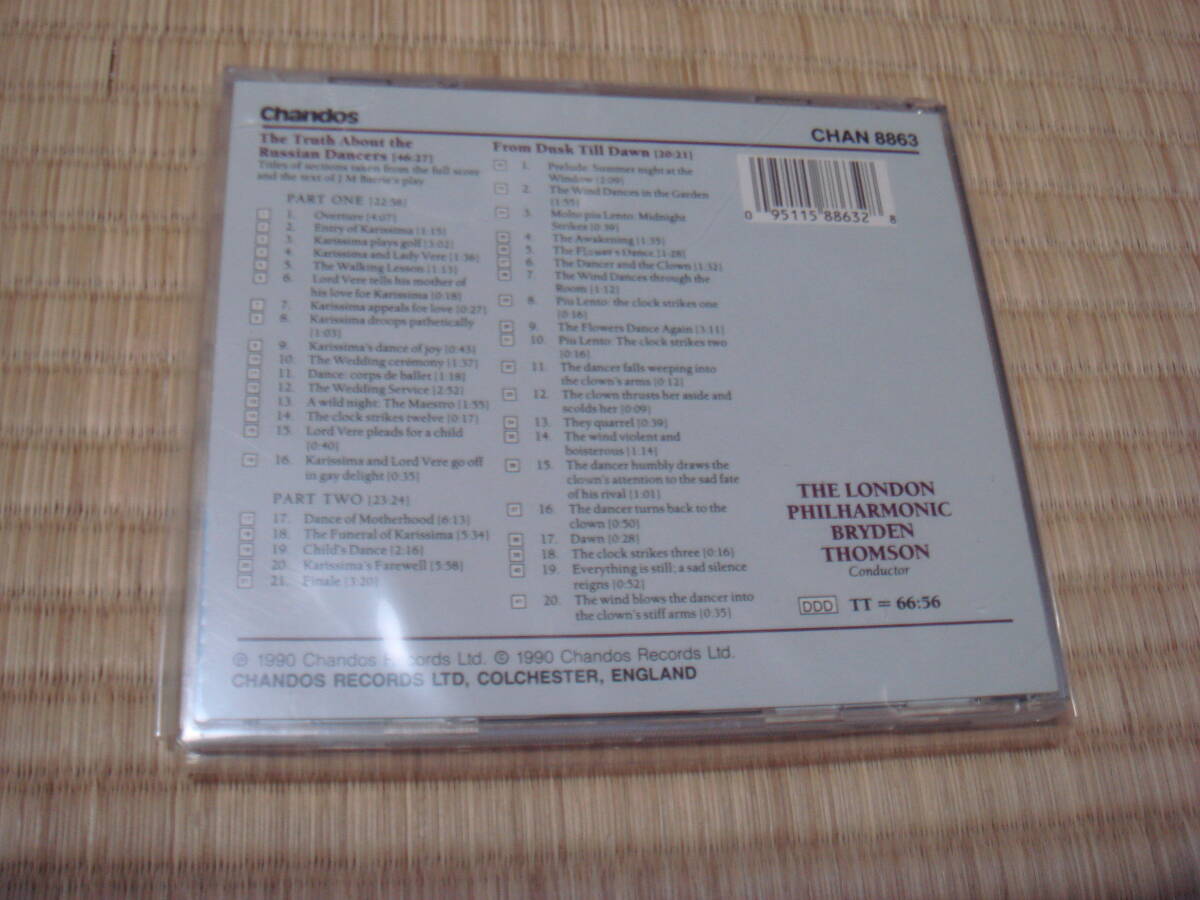 Chandos
CHAN 8863
The Truth About the
Russian Dancers [46:27]
Titles of sections taken from the full score
and the text of J M Barrie's play
PART ONE [22:56]
1. Overture [4:07]
2. Entry of Karissima [1:15]
3. Karissima plays golf [3:02]
4. Karissima and Lady Vere [1:36]
5. The Walking Lesson [1:13]
6. Lord Vere tells his mother of
his love for Karissima [0:18]
7. Karissima appeals for love [0:27]
8. Karissima droops pathetically
[1:03]
9. Karissima's dance of joy [0:43]
10. The Wedding ceremony [1:37]
11. Dance: corps de ballet [1:18]
12. The Wedding Service [2:52]
13. A wild night: The Maestro [1:55]
14. The clock strikes twelve [0:17]
15. Lord Vere pleads for a child
[0:40]
16. Karissima and Lord Vere go off
in gay delight [0:35]
PART TWO [23:24]
17. Dance of Motherhood [6:13]
18. The Funeral of Karissima [5:34]
19. Child's Dance [2:16]
20. Karissima's Farewell [5:58]
21. Finale [3:20]
From Dusk Till Dawn [20:21]
1. Prelude: Summer night at the
Window [2:09]
2. The Wind Dances in the Garden
[1:55]
3. Molto piu Lento: Midnight
Strikes [0:39]
4. The Awakening [1:35]
5. The Flower's Dance [1:28]
6. The Dancer and the Clown [1:32]
7. The Wind Dances through the
Room [1:12]
8. Piu Lento: the clock strikes one
[0:16]
9. The Flowers Dance Again [3:11]
10. Piu Lento: The clock strikes two
[0:16]
11. The dancer falls weeping into
the clown's arms [0:12]
12. The clown thrusts her aside and
scolds her [0:09]
13. They quarrel [0:39]
14. The wind violent and
boisterous [1:14]
15. The dancer humbly draws the
clown's attention to the sad fate
of his rival [1:01]
16. The dancer turns back to the
clown [0:50]
17. Dawn [0:28]
18. The clock strikes three [0:16]
19. Everything is still; a sad silence
reigns [0:52]
20. The wind blows the dancer into
the clown's stiff arms [0:35]
0 95115 88632 8
THE LONDON
PHILHARMONIC
BRYDEN
THOMSON
Conductor
DDD TT = 66:56
℗ 1990 Chandos Records Ltd. © 1990 Chandos Records Ltd.
CHANDOS RECORDS LTD, COLCHESTER, ENGLAND